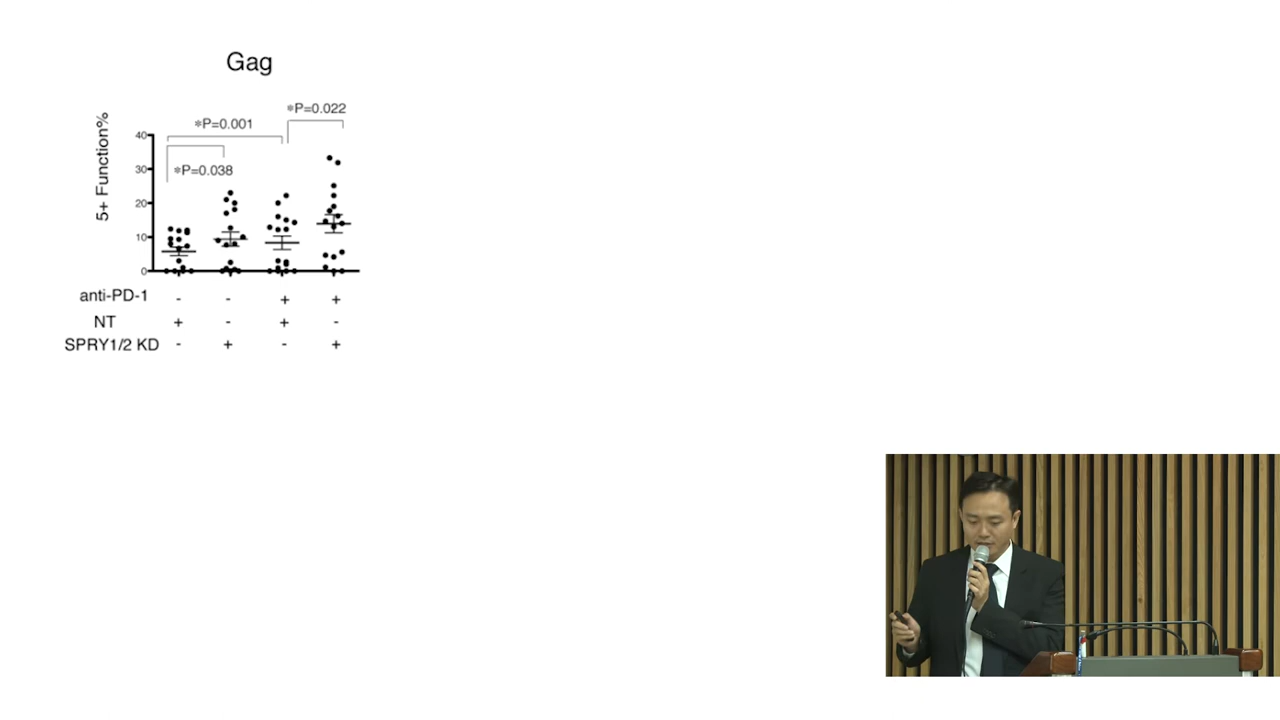 Gag
*P=0.022
*P=0.001
*P=0.038
5+ Function%
40
30
20
10
0
anti-PD-1 - - + +
NT + - + -
SPRY1/2 KD - + - +